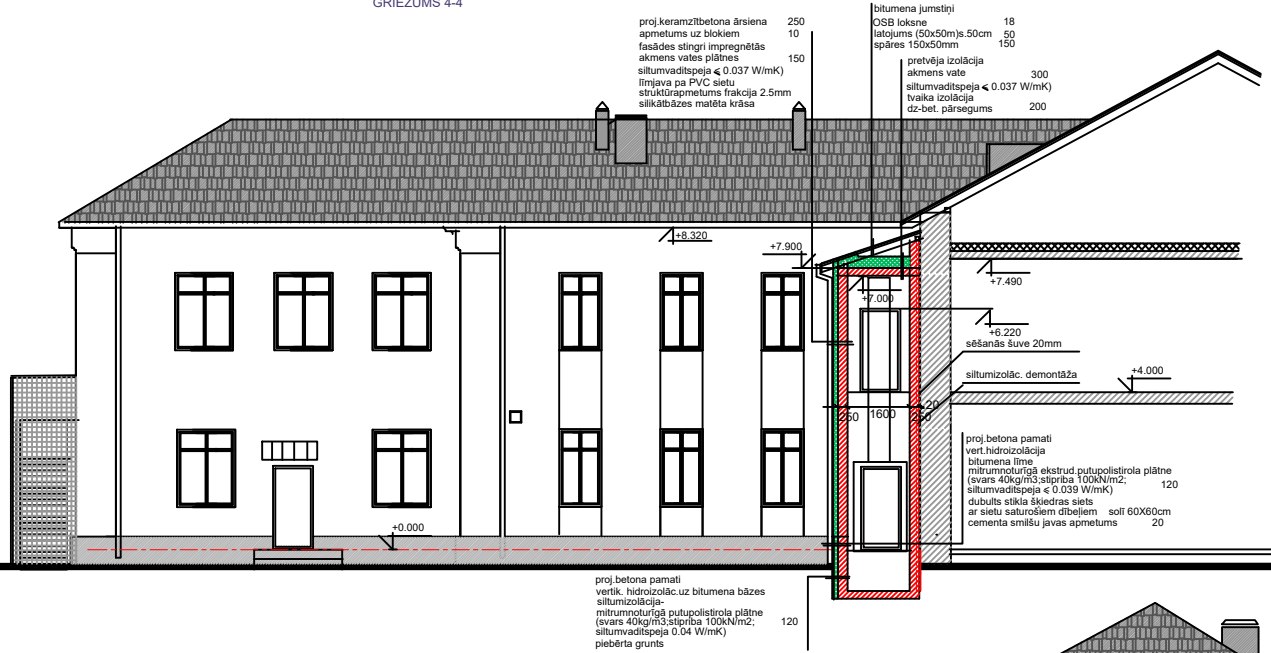 GRIEZUMS 4-4
proj.keramzītbetona ārsiena 250
apmetums uz blokiem 10
fasādes stingri impregnētās
akmens vates plātnes 150
siltumvaditspeja ⩽ 0.037 W/mK)
līmjava pa PVC sietu
struktūrapmetums frakcija 2.5mm
silikātbāzes matēta krāsa
bitumena jumstiņi
OSB loksne 18
latojums (50x50m)s.50cm 50
spāres 150x50mm 150
pretvēja izolācija
akmens vate 300
siltumvaditspeja ⩽ 0.037 W/mK)
tvaika izolācija
dz-bet. pārsegums 200
+8.320
+7.900
+7.490
+7.000
+6.220
sēšanās šuve 20mm
siltumizolāc. demontāža
+4.000
20
250 1600 250
proj.betona pamati
vert.hidroizolācija
bitumena līme
mitrumnoturīgā ekstrud.putupolistirola plātne
(svars 40kg/m3;stipriba 100kN/m2; 120
siltumvaditspeja ⩽ 0.039 W/mK)
dubults stikla šķiedras siets
ar sietu saturošiem dībeļiem solī 60X60cm
cementa smilšu javas apmetums 20
+0.000
proj.betona pamati
vertik. hidroizolāc.uz bitumena bāzes
siltumizolācija-
mitrumnoturīgā putupolistirola plātne
(svars 40kg/m3;stipriba 100kN/m2; 120
siltumvaditspeja 0.04 W/mK)
piebērta grunts